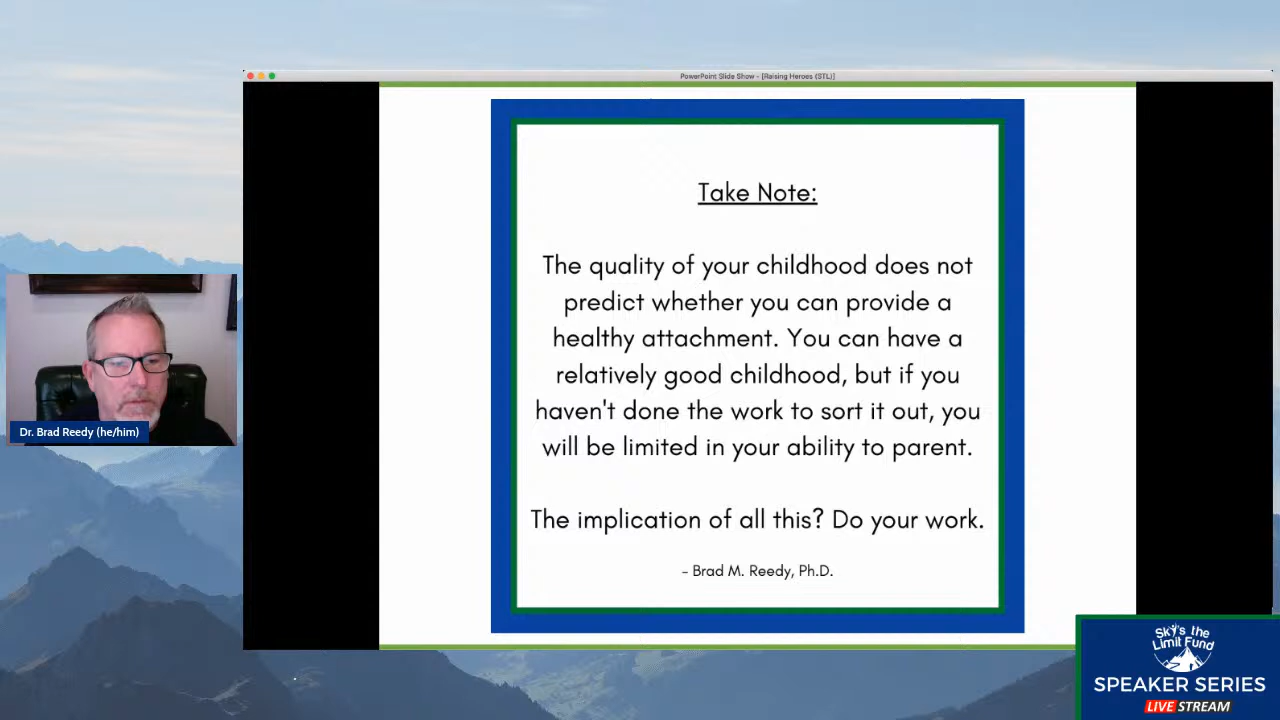 PowerPoint Slide Show - [Raising Heroes (STL)]
Take Note:
The quality of your childhood does not
predict whether you can provide a
healthy attachment. You can have a
relatively good childhood, but if you
haven't done the work to sort it out, you
will be limited in your ability to parent.
The implication of all this? Do your work.
- Brad M. Reedy, Ph.D.
Dr. Brad Reedy (he/him)
Sky's the
Limit Fund
SPEAKER SERIES
LIVE STREAM